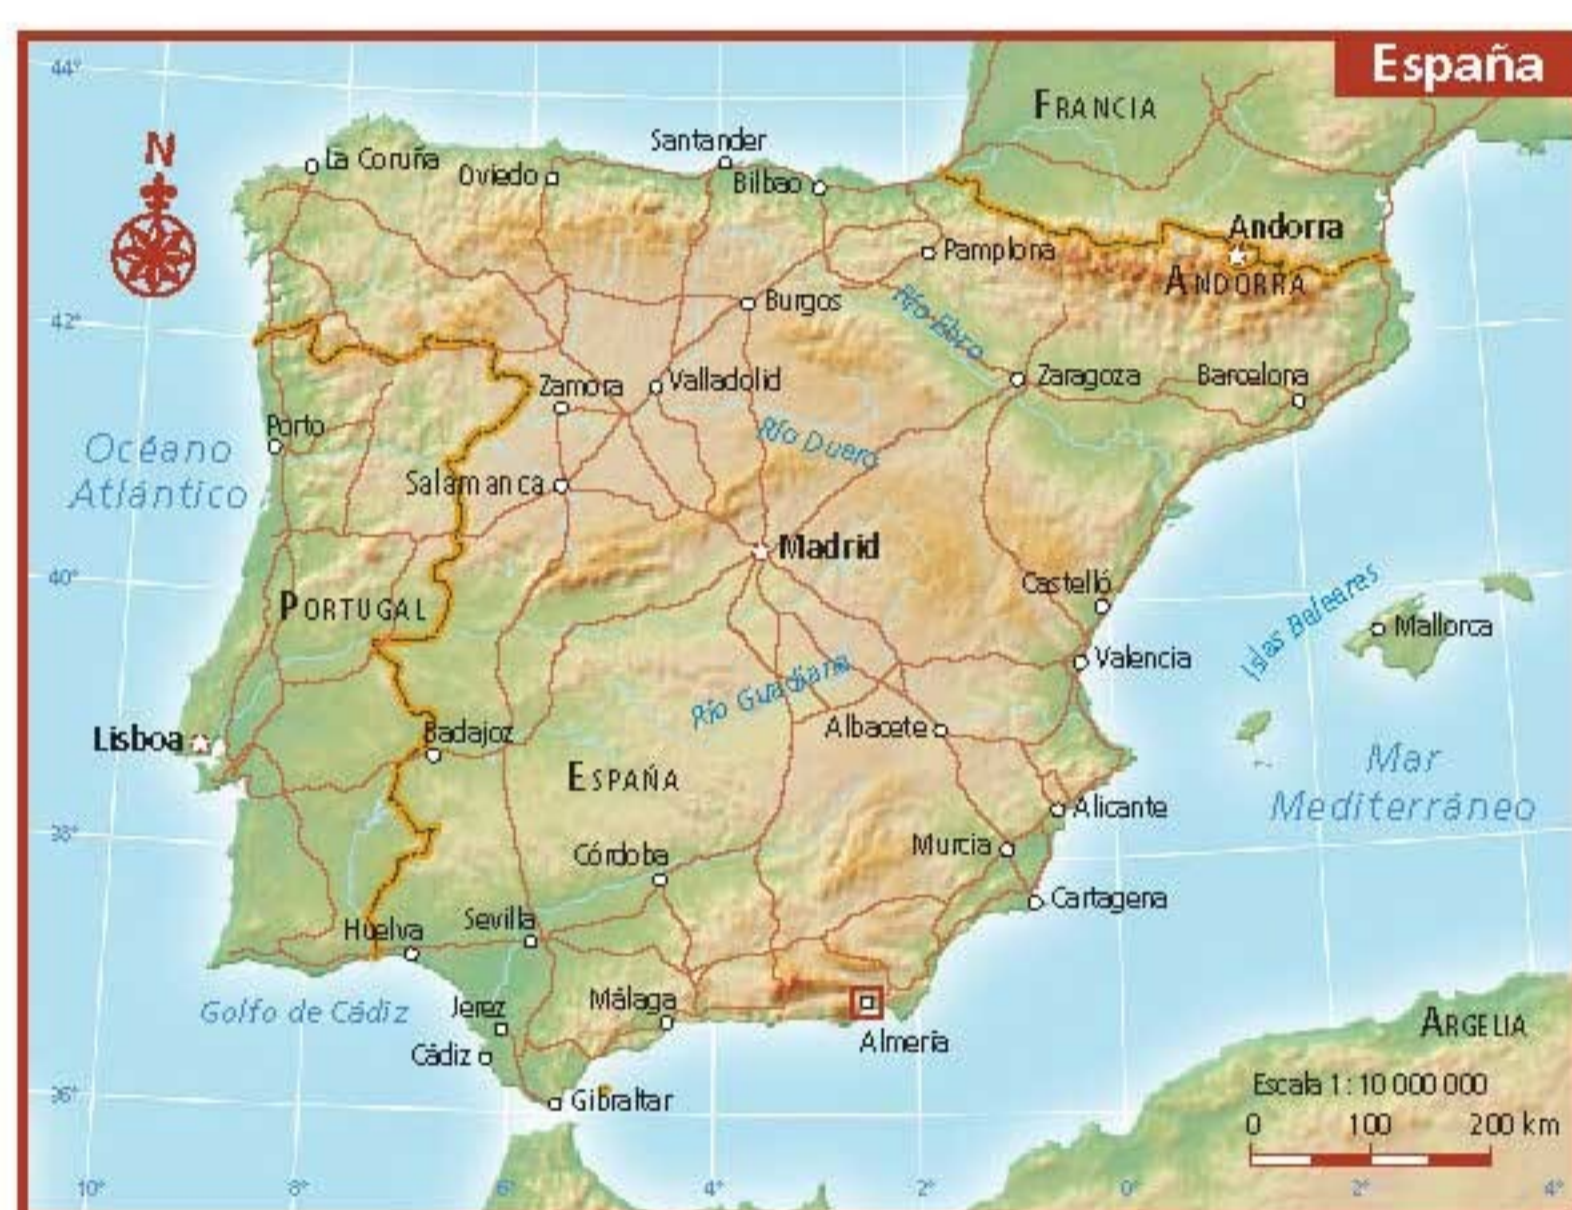 España
44°
FRANCIA
N
Santander
La Coruña
Oviedo
Bilbao
Andorra
Pamplona
ANDORRA
Burgos
Río Ebro
42°
Zamora
Valladolid
Zaragoza
Barcelona
Porto
Río Duero
Océano
Atlántico
Salamanca
Madrid
40°
Castelló
PORTUGAL
Islas Baleares
Mallorca
Valencia
Río Guadiana
Lisboa
Badajoz
Albacete
ESPAÑA
Mar
Mediterráneo
Alicante
38°
Murcia
Córdoba
Cartagena
Huelva
Sevilla
Golfo de Cádiz
Jerez
Málaga
ARGELIA
Almería
Cádiz
Escala 1:10 000 000
36°
Gibraltar
0 100 200 km
10° 8° 6° 4° 2° 0° 2° 4°